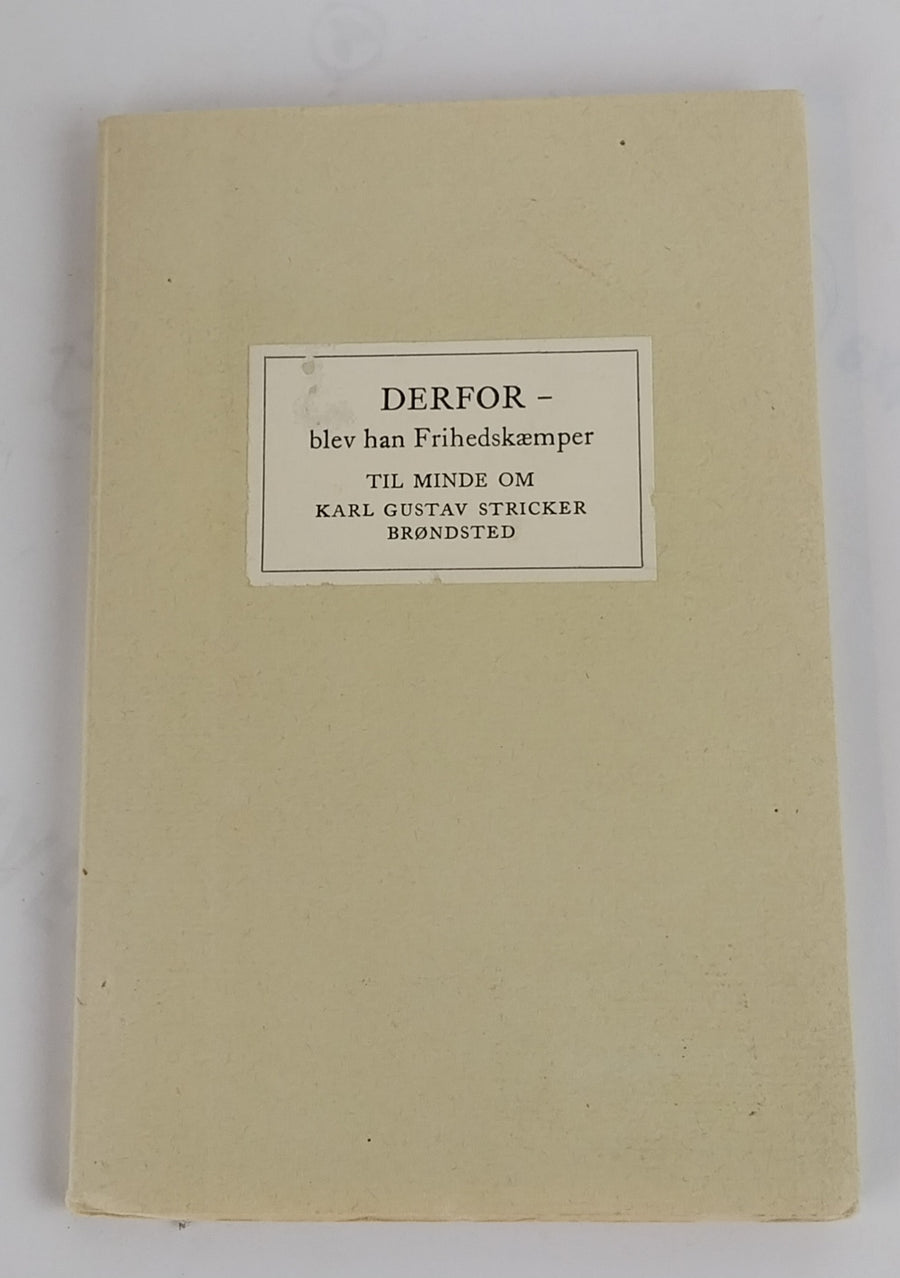 DERFOR –
blev han Frihedskæmper
TIL MINDE OM
KARL GUSTAV STRICKER
BRØNDSTED